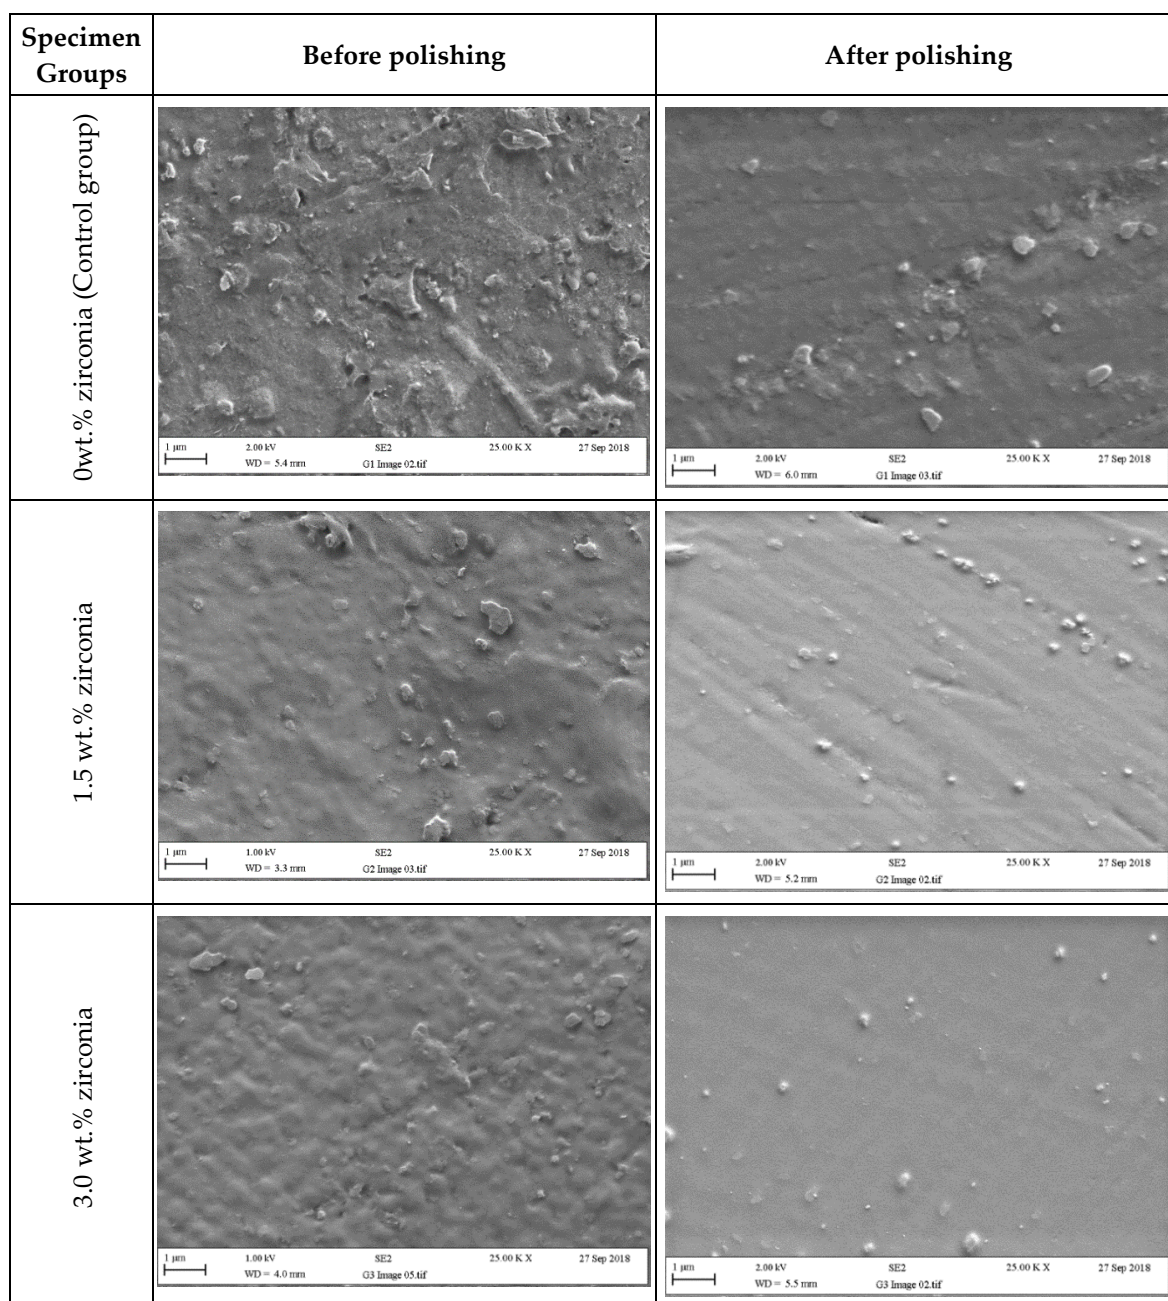 Specimen
Groups
Before polishing
After polishing
0wt.% zirconia (Control group)
1 µm 2.00 kV SE2 25.00 K X 27 Sep 2018
WD = 5.4 mm G1 Image 02.tif
1 µm 2.00 kV SE2 25.00 K X 27 Sep 2018
WD = 6.0 mm G1 Image 03.tif
1.5 wt.% zirconia
1 µm 1.00 kV SE2 25.00 K X 27 Sep 2018
WD = 3.3 mm G2 Image 03.tif
1 µm 2.00 kV SE2 25.00 K X 27 Sep 2018
WD = 5.2 mm G2 Image 02.tif
3.0 wt.% zirconia
1 µm 1.00 kV SE2 25.00 K X 27 Sep 2018
WD = 4.0 mm G3 Image 05.tif
1 µm 2.00 kV SE2 25.00 K X 27 Sep 2018
WD = 5.5 mm G3 Image 02.tif